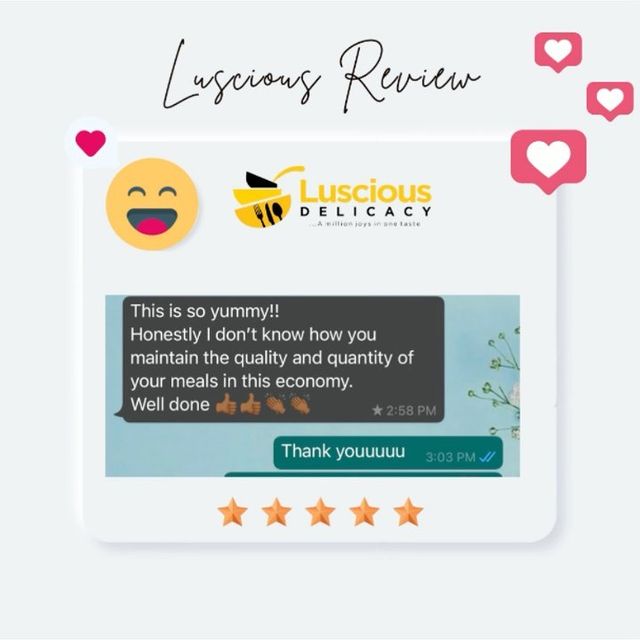 Luscious Review
Luscious
DELICACY
...A million joys in one taste
This is so yummy!!
Honestly I don't know how you
maintain the quality and quantity of
your meals in this economy.
Well done 👍🏾👍🏾👏🏾👏🏾
★ 2:58 PM
Thank youuuuu
3:03 PM